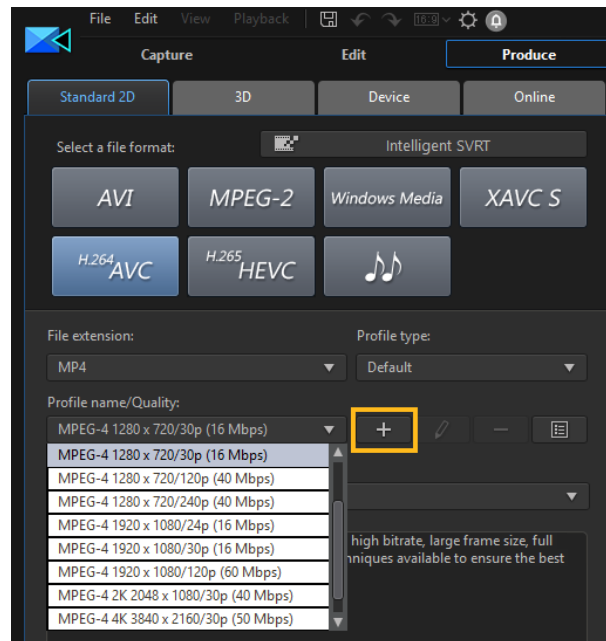 File Edit View Playback 16:9
Capture Edit Produce
Standard 2D 3D Device Online
Select a file format: Intelligent SVRT
AVI MPEG-2 Windows Media XAVC S
H.264 AVC H.265 HEVC
File extension: Profile type:
MP4 Default
Profile name/Quality:
MPEG-4 1280 x 720/30p (16 Mbps)
MPEG-4 1280 x 720/30p (16 Mbps)
MPEG-4 1280 x 720/120p (40 Mbps)
MPEG-4 1280 x 720/240p (40 Mbps)
MPEG-4 1920 x 1080/24p (16 Mbps)
MPEG-4 1920 x 1080/30p (16 Mbps)
high bitrate, large frame size, full
MPEG-4 1920 x 1080/120p (60 Mbps)
hniques available to ensure the best
MPEG-4 2K 2048 x 1080/30p (40 Mbps)
MPEG-4 4K 3840 x 2160/30p (50 Mbps)